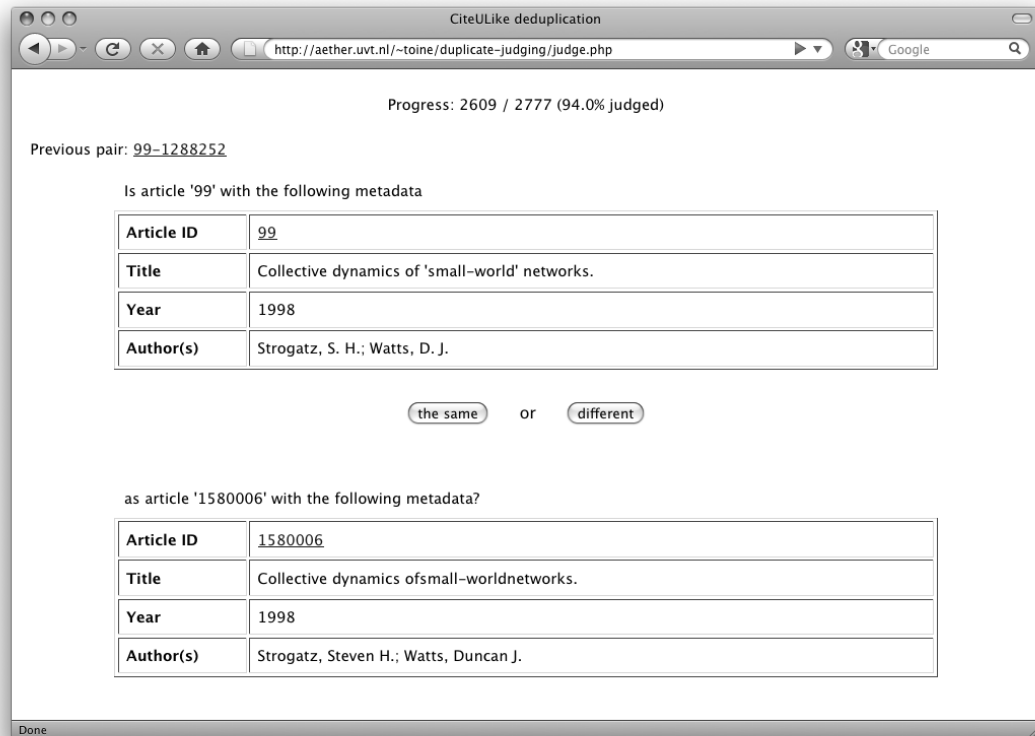 CiteULike deduplication
http://aether.uvt.nl/~toine/duplicate-judging/judge.php
Google
Progress: 2609 / 2777 (94.0% judged)
Previous pair: 99-1288252
Is article '99' with the following metadata
Article ID 99
Title Collective dynamics of 'small-world' networks.
Year 1998
Author(s) Strogatz, S. H.; Watts, D. J.
the same or different
as article '1580006' with the following metadata?
Article ID 1580006
Title Collective dynamics ofsmall-worldnetworks.
Year 1998
Author(s) Strogatz, Steven H.; Watts, Duncan J.
Done